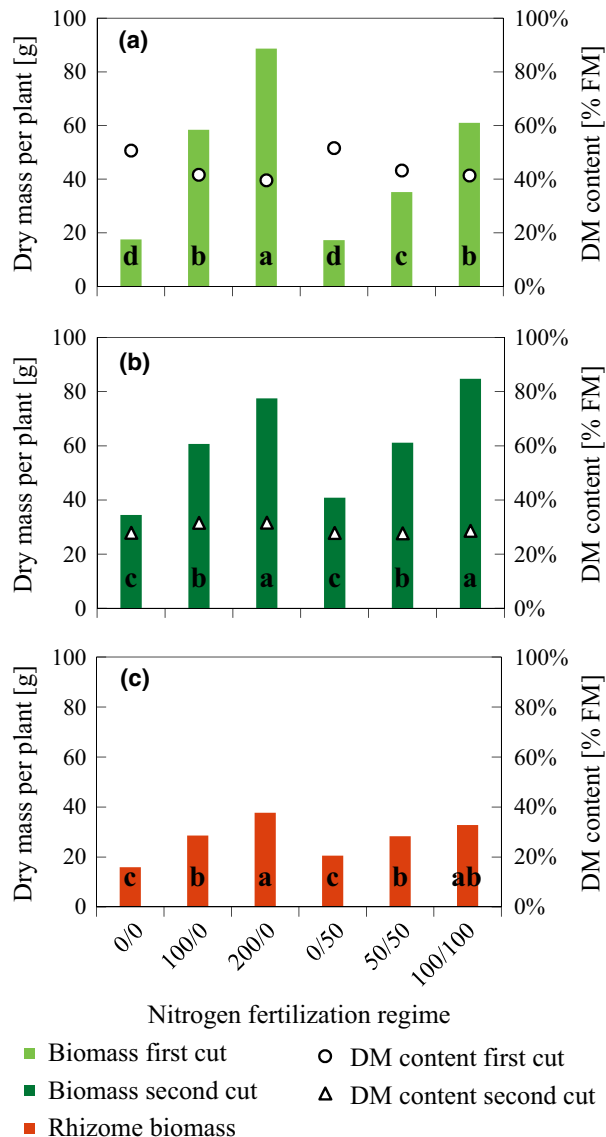 (a)
Dry mass per plant [g]
100
80
60
40
20
0
d b a d c b
100%
80%
60%
40%
20%
0%
DM content [% FM]
(b)
Dry mass per plant [g]
100
80
60
40
20
0
c b a c b a
100%
80%
60%
40%
20%
0%
DM content [% FM]
(c)
Dry mass per plant [g]
100
80
60
40
20
0
c b a c b ab
100%
80%
60%
40%
20%
0%
DM content [% FM]
0/0 100/0 200/0 0/50 50/50 100/100
Nitrogen fertilization regime
Biomass first cut
Biomass second cut
Rhizome biomass
DM content first cut
DM content second cut